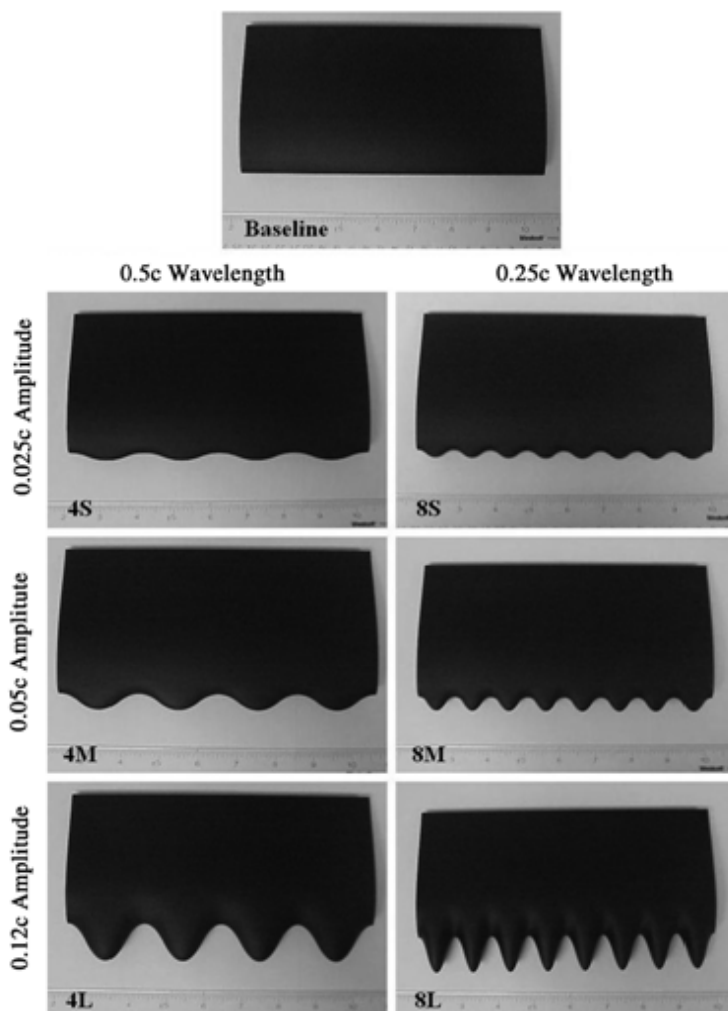 Baseline
0.5c Wavelength
0.25c Wavelength
0.025c Amplitude
4S
8S
0.05c Amplitute
4M
8M
0.12c Amplitude
4L
8L